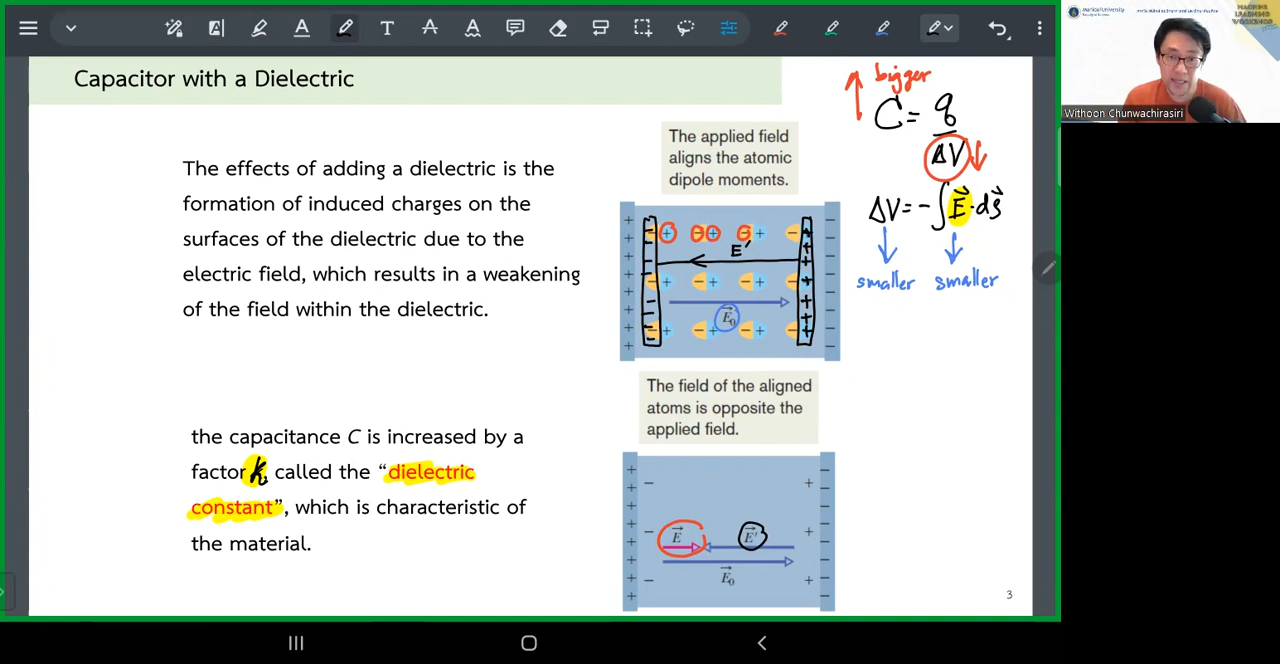 Capacitor with a Dielectric
The effects of adding a dielectric is the
formation of induced charges on the
surfaces of the dielectric due to the
electric field, which results in a weakening
of the field within the dielectric.
the capacitance C is increased by a
factor k, called the “dielectric
constant”, which is characteristic of
the material.
The applied field
aligns the atomic
dipole moments.
E'
E₀
The field of the aligned
atoms is opposite the
applied field.
E E'
E₀
bigger
C = q
ΔV
ΔV = -∫E·ds
smaller smaller
3
MACHINE
LEARNING
WORKSHOP
Withoon Chunwachirasiri